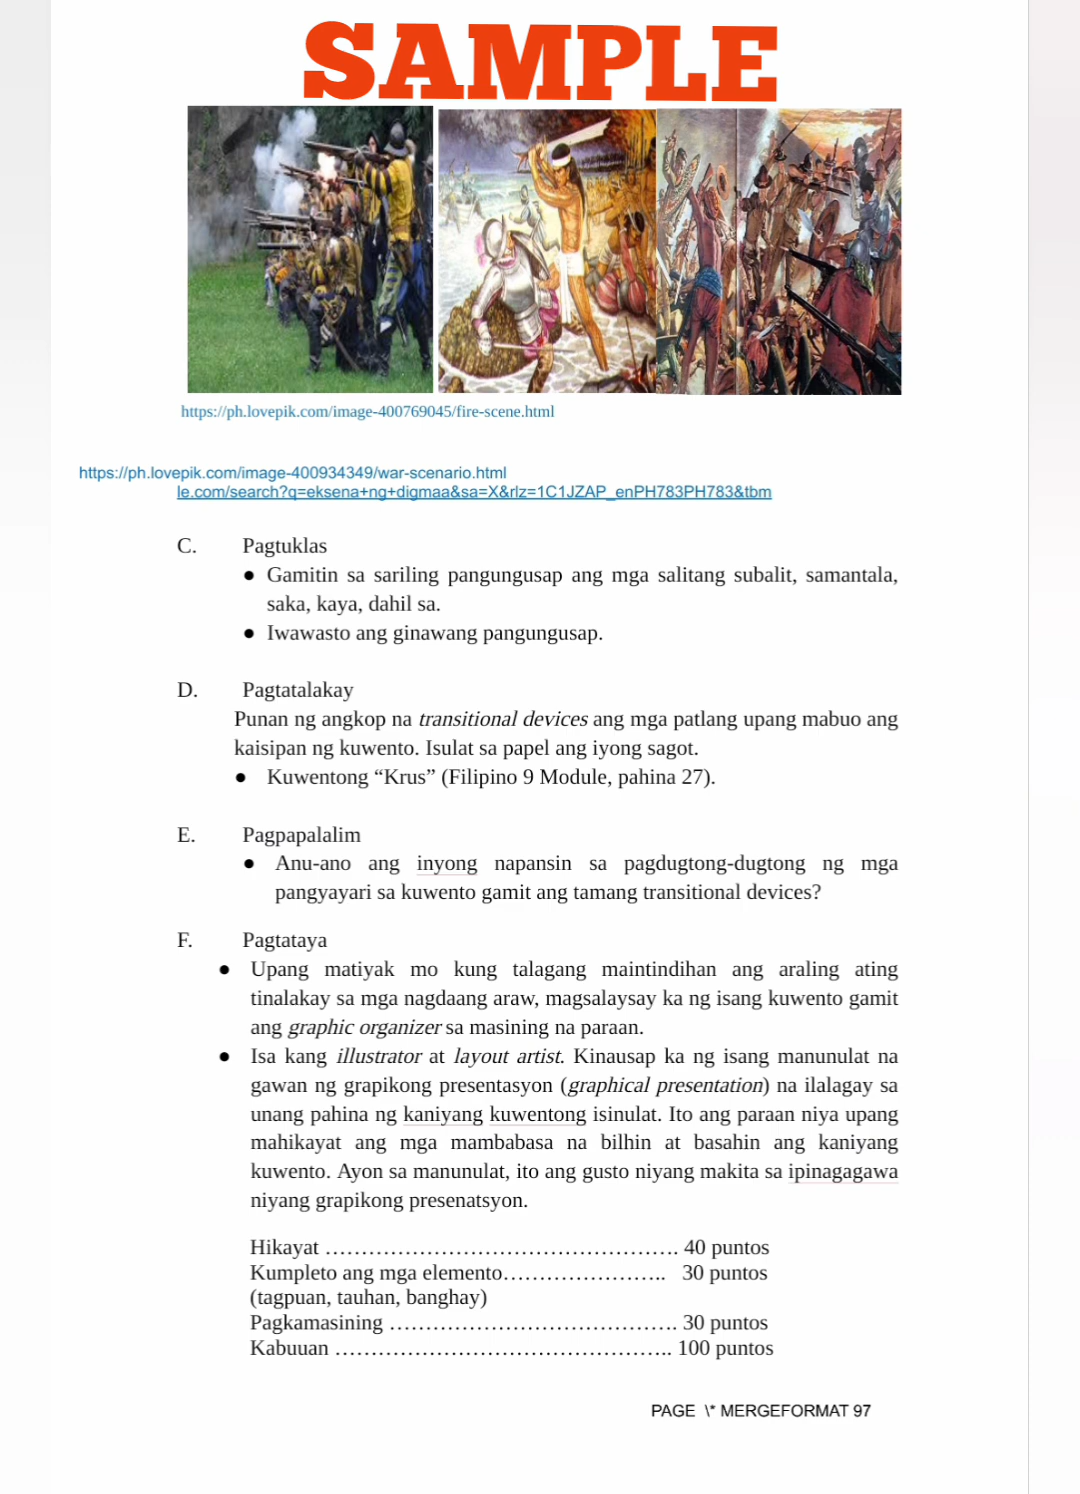 SAMPLE
https://ph.lovepik.com/image-400769045/fire-scene.html
https://ph.lovepik.com/image-400934349/war-scenario.html
le.com/search?q=eksena+ng+digmaa&sa=X&rlz=1C1JZAP_enPH783PH783&tbm
C. Pagtuklas
● Gamitin sa sariling pangungusap ang mga salitang subalit, samantala,
saka, kaya, dahil sa.
● Iwawasto ang ginawang pangungusap.
D. Pagtatalakay
Punan ng angkop na transitional devices ang mga patlang upang mabuo ang
kaisipan ng kuwento. Isulat sa papel ang iyong sagot.
● Kuwentong “Krus” (Filipino 9 Module, pahina 27).
E. Pagpapalalim
● Anu-ano ang inyong napansin sa pagdugtong-dugtong ng mga
pangyayari sa kuwento gamit ang tamang transitional devices?
F. Pagtataya
● Upang matiyak mo kung talagang maintindihan ang araling ating
tinalakay sa mga nagdaang araw, magsalaysay ka ng isang kuwento gamit
ang graphic organizer sa masining na paraan.
● Isa kang illustrator at layout artist. Kinausap ka ng isang manunulat na
gawan ng grapikong presentasyon (graphical presentation) na ilalagay sa
unang pahina ng kaniyang kuwentong isinulat. Ito ang paraan niya upang
mahikayat ang mga mambabasa na bilhin at basahin ang kaniyang
kuwento. Ayon sa manunulat, ito ang gusto niyang makita sa ipinagagawa
niyang grapikong presenatsyon.
Hikayat …………………………………………. 40 puntos
Kumpleto ang mga elemento………………….. 30 puntos
(tagpuan, tauhan, banghay)
Pagkamasining …………………………………. 30 puntos
Kabuuan ……………………………………….. 100 puntos
PAGE \* MERGEFORMAT 97